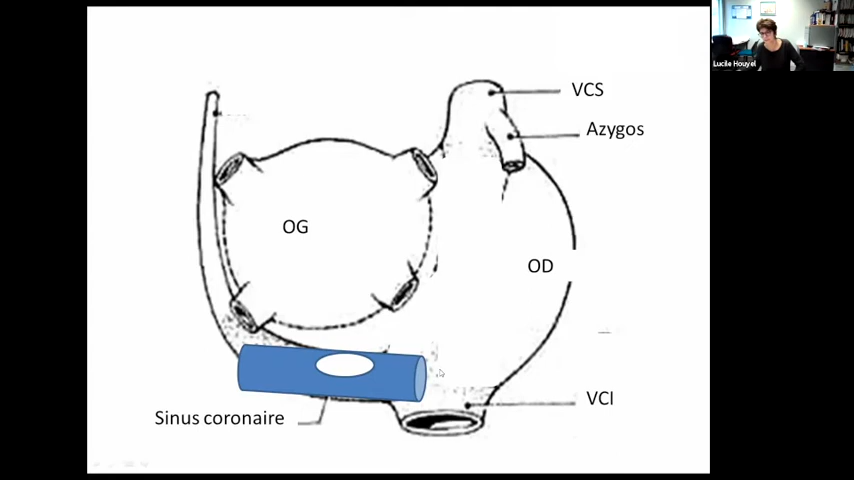 Lucile Houyel
VCS
Azygos
OG
OD
VCI
Sinus coronaire